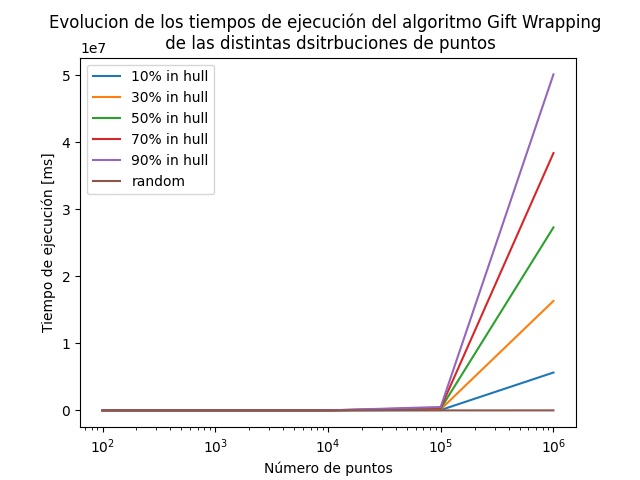 Evolucion de los tiempos de ejecución del algoritmo Gift Wrapping
de las distintas dsitrbuciones de puntos
1e7
10% in hull
30% in hull
50% in hull
70% in hull
90% in hull
random
5
4
3
2
1
0
Tiempo de ejecución [ms]
10²
10³
10⁴
10⁵
10⁶
Número de puntos